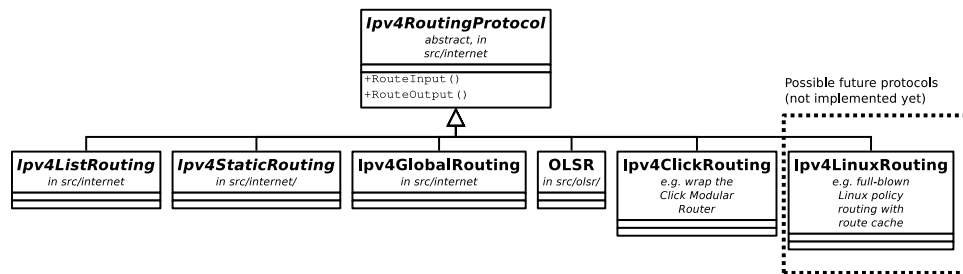 Ipv4RoutingProtocol
abstract, in
src/internet
+RouteInput()
+RouteOutput()
Possible future protocols
(not implemented yet)
Ipv4ListRouting
in src/internet
Ipv4StaticRouting
in src/internet/
Ipv4GlobalRouting
in src/internet
OLSR
in src/olsr/
Ipv4ClickRouting
e.g. wrap the
Click Modular
Router
Ipv4LinuxRouting
e.g. full-blown
Linux policy
routing with
route cache